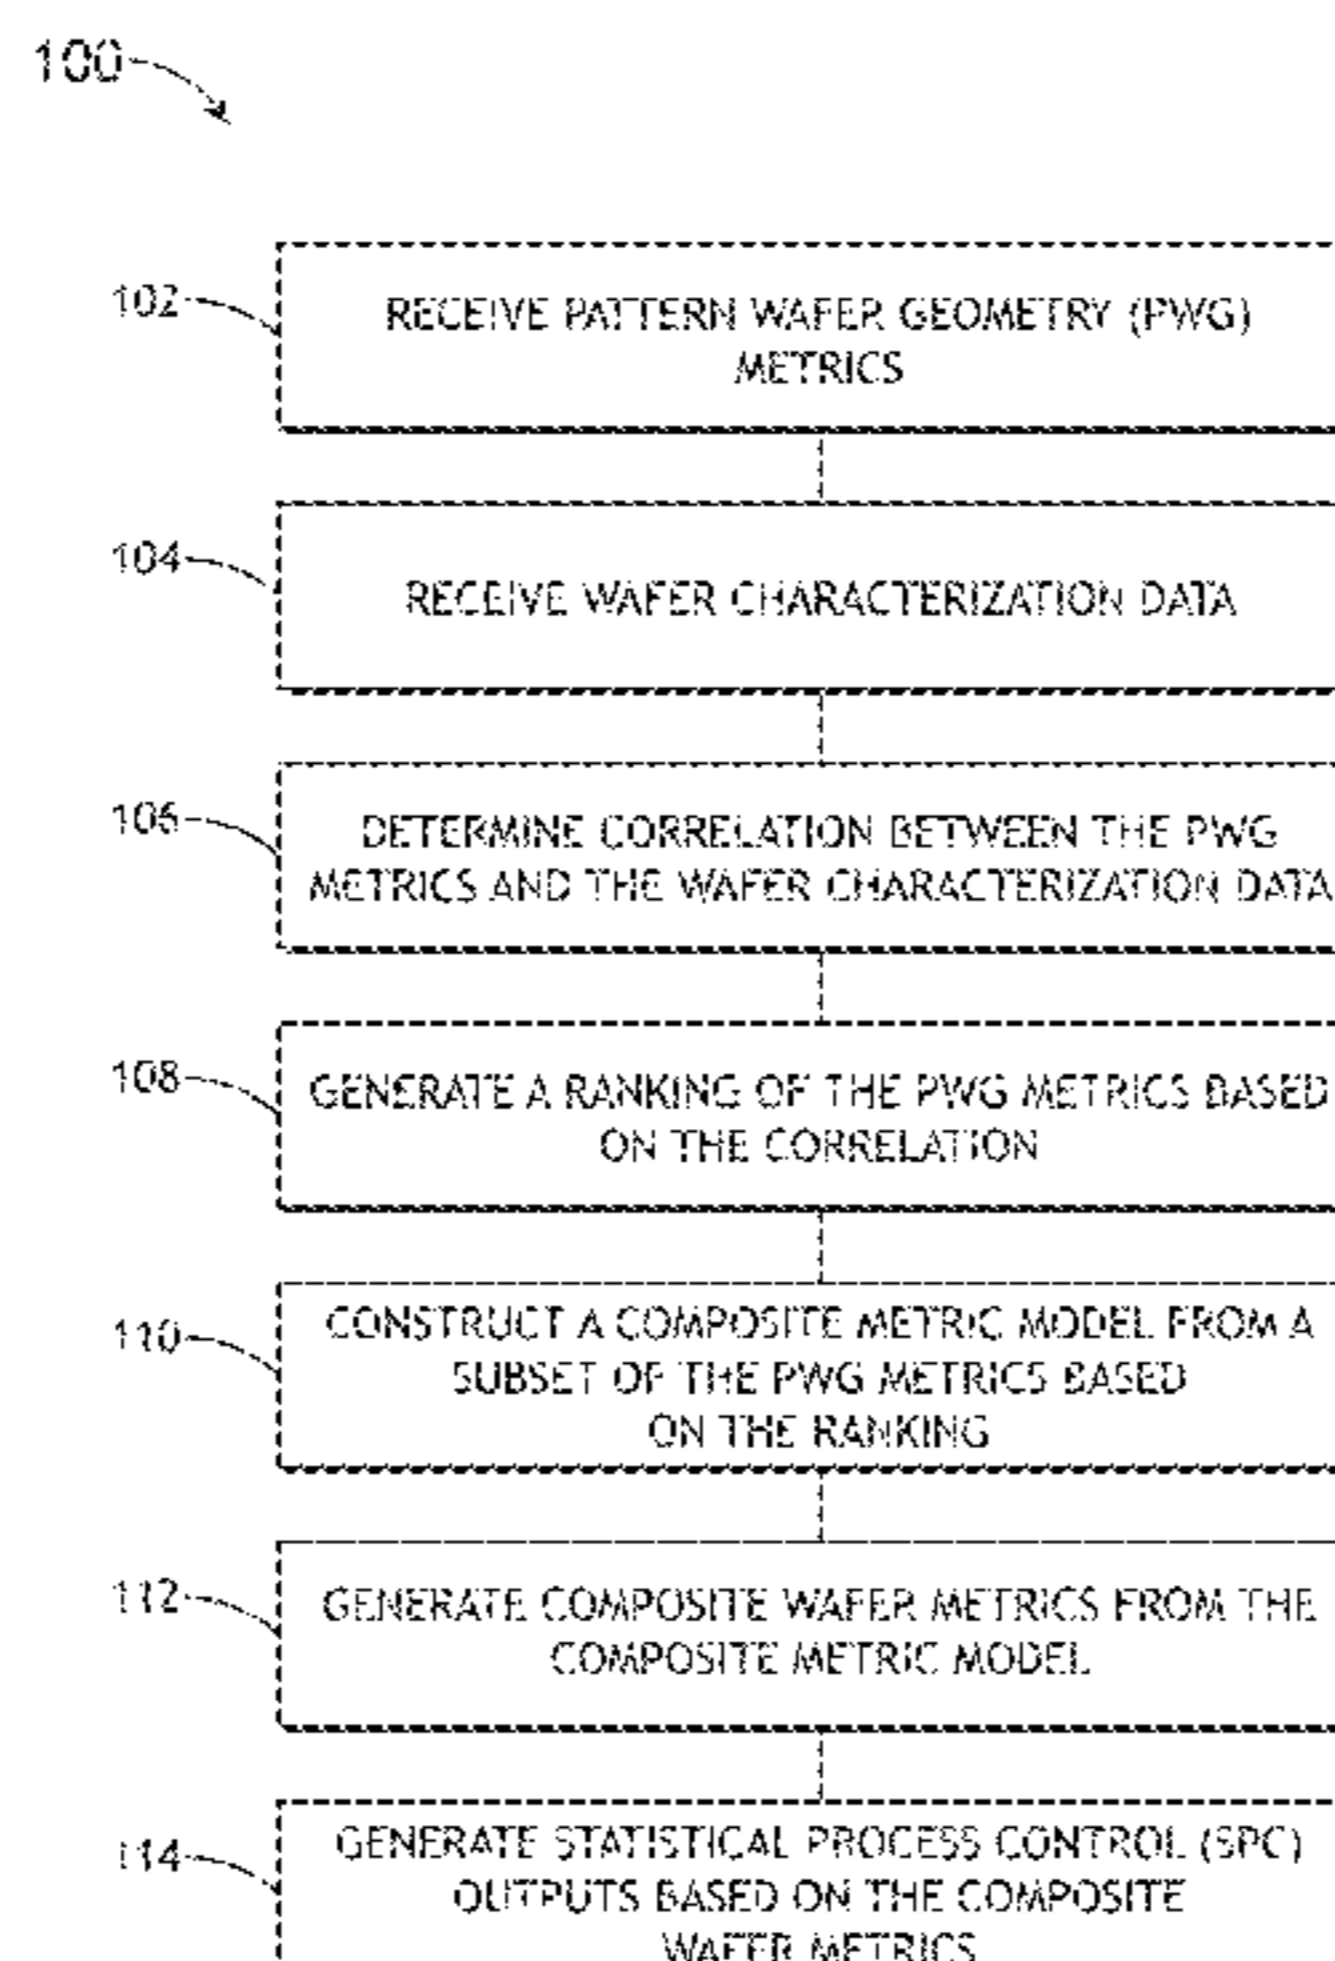 100
102
RECEIVE PATTERN WAFER GEOMETRY (PWG)
METRICS
104
RECEIVE WAFER CHARACTERIZATION DATA
106
DETERMINE CORRELATION BETWEEN THE PWG
METRICS AND THE WAFER CHARACTERIZATION DATA
108
GENERATE A RANKING OF THE PWG METRICS BASED
ON THE CORRELATION
110
CONSTRUCT A COMPOSITE METRIC MODEL FROM A
SUBSET OF THE PWG METRICS BASED
ON THE RANKING
112
GENERATE COMPOSITE WAFER METRICS FROM THE
COMPOSITE METRIC MODEL
114
GENERATE STATISTICAL PROCESS CONTROL (SPC)
OUTPUTS BASED ON THE COMPOSITE
WAFER METRICS